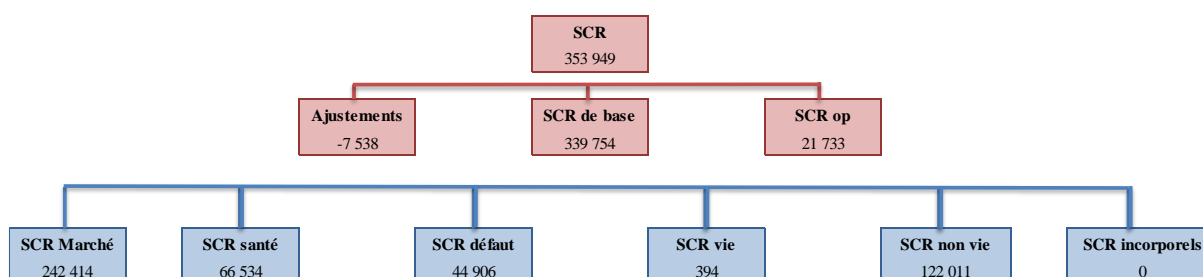 SCR
353 949
Ajustements
-7 538
SCR de base
339 754
SCR op
21 733
SCR Marché
242 414
SCR santé
66 534
SCR défaut
44 906
SCR vie
394
SCR non vie
122 011
SCR incorporels
0